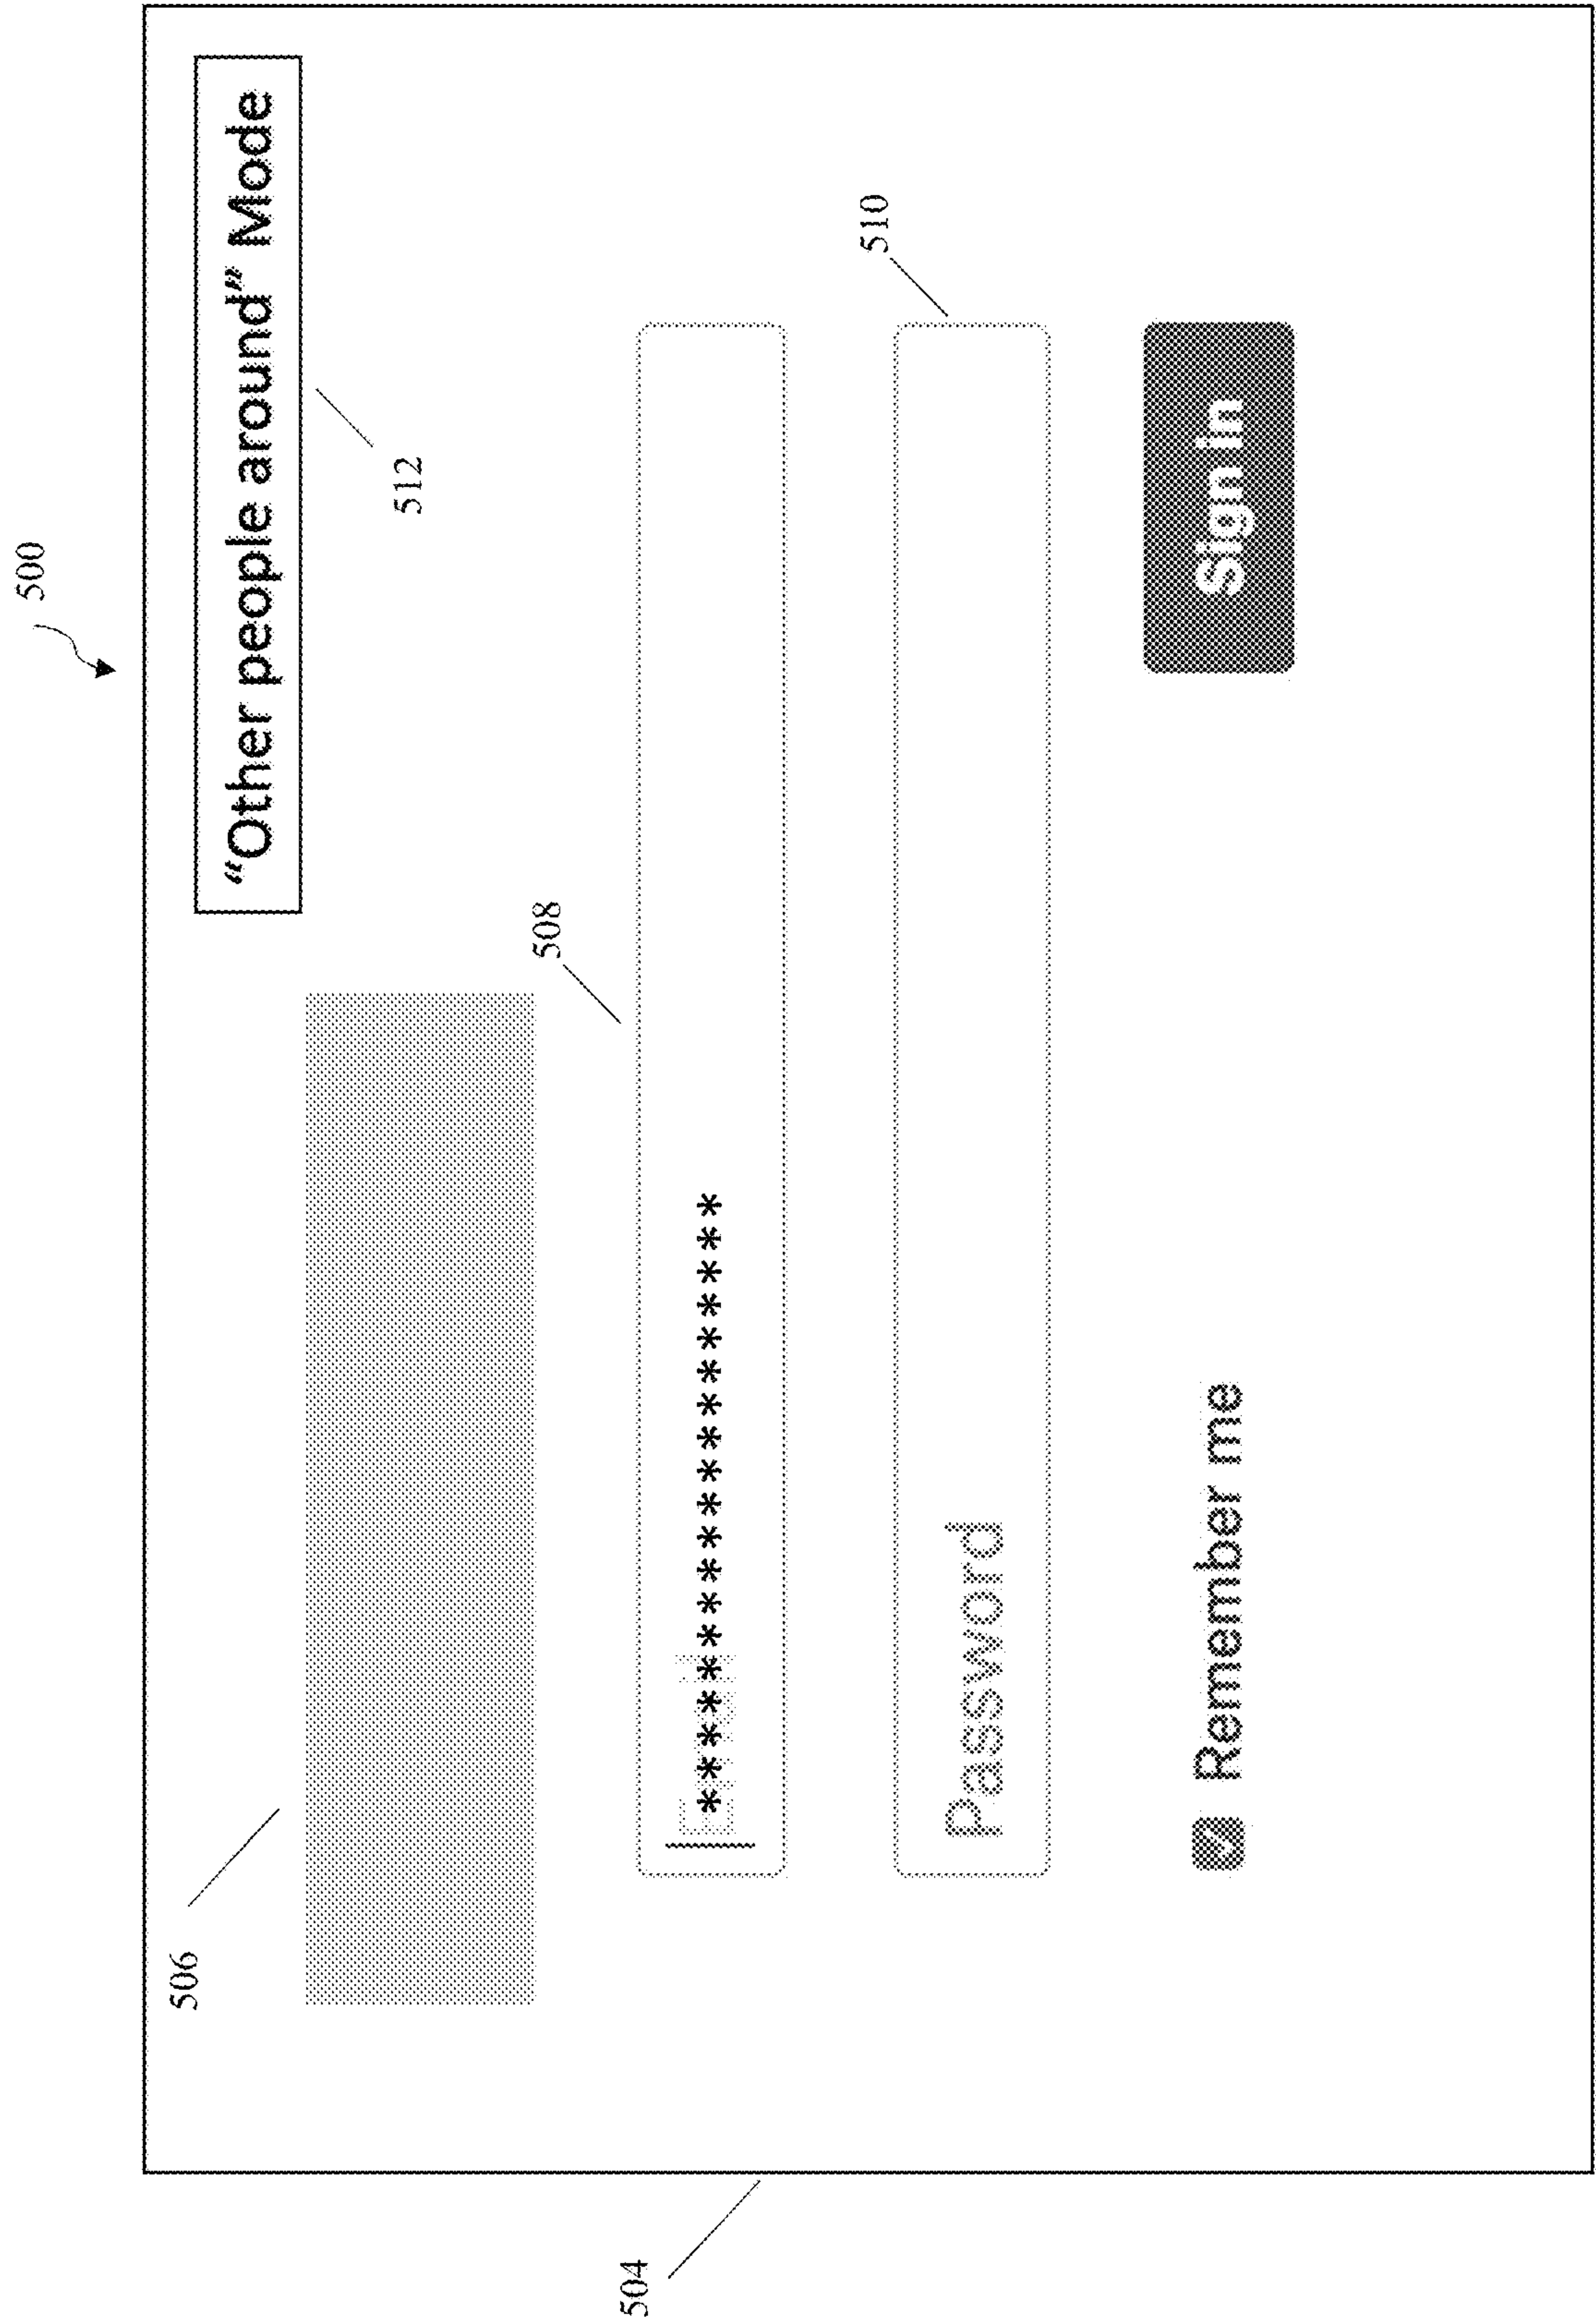 500
506
“Other people around” Mode
512
508
504
*******************
510
Password
Remember me
Sign in